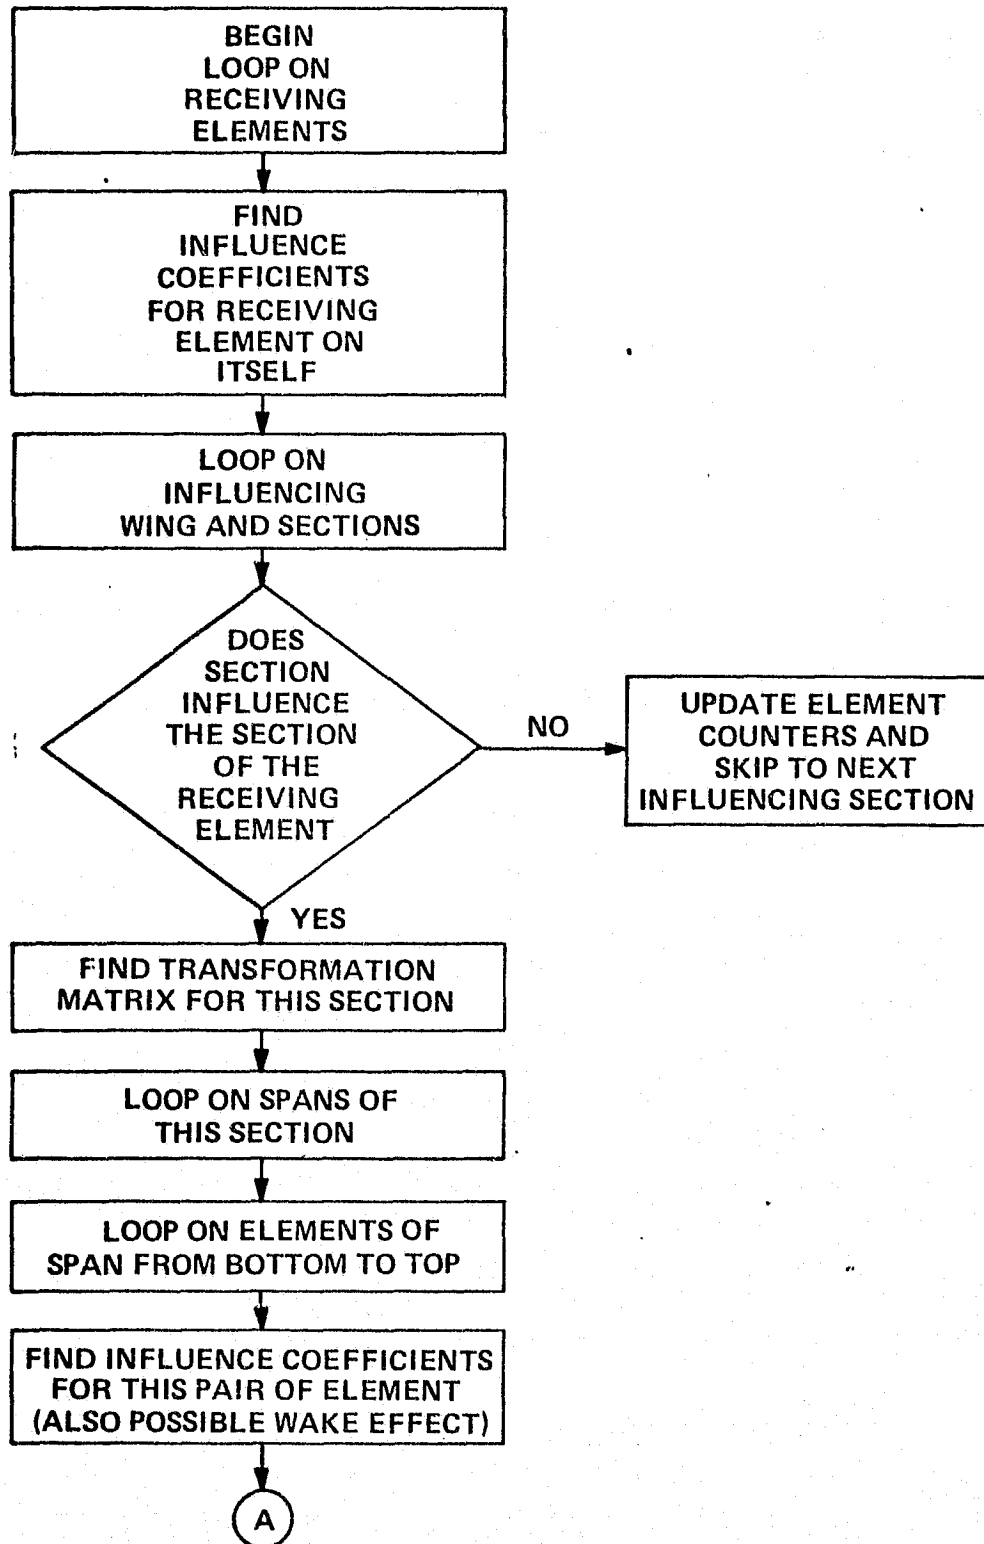 BEGIN
LOOP ON
RECEIVING
ELEMENTS
FIND
INFLUENCE
COEFFICIENTS
FOR RECEIVING
ELEMENT ON
ITSELF
LOOP ON
INFLUENCING
WING AND SECTIONS
DOES
SECTION
INFLUENCE
THE SECTION
OF THE
RECEIVING
ELEMENT
NO
UPDATE ELEMENT
COUNTERS AND
SKIP TO NEXT
INFLUENCING SECTION
YES
FIND TRANSFORMATION
MATRIX FOR THIS SECTION
LOOP ON SPANS OF
THIS SECTION
LOOP ON ELEMENTS OF
SPAN FROM BOTTOM TO TOP
FIND INFLUENCE COEFFICIENTS
FOR THIS PAIR OF ELEMENT
(ALSO POSSIBLE WAKE EFFECT)
A